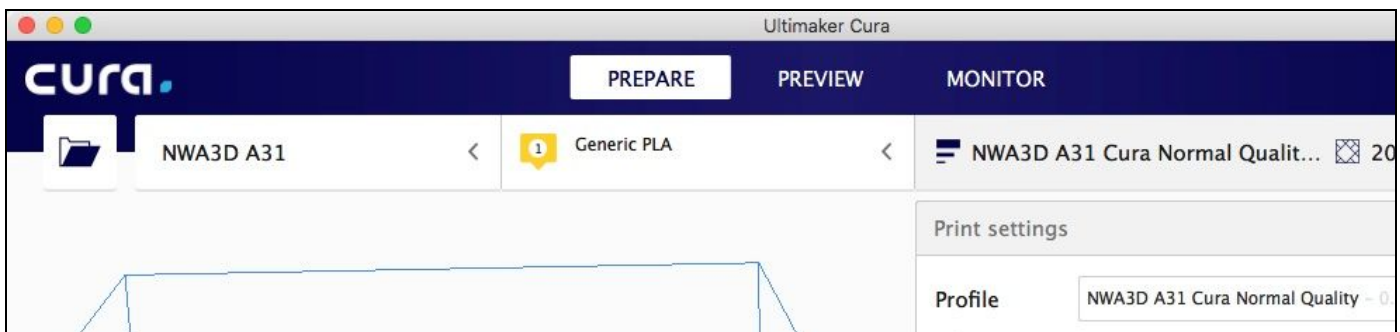 Ultimaker Cura
cura.
PREPARE PREVIEW MONITOR
NWA3D A31 1 Generic PLA NWA3D A31 Cura Normal Qualit... 20
Print settings
Profile NWA3D A31 Cura Normal Quality - 0.